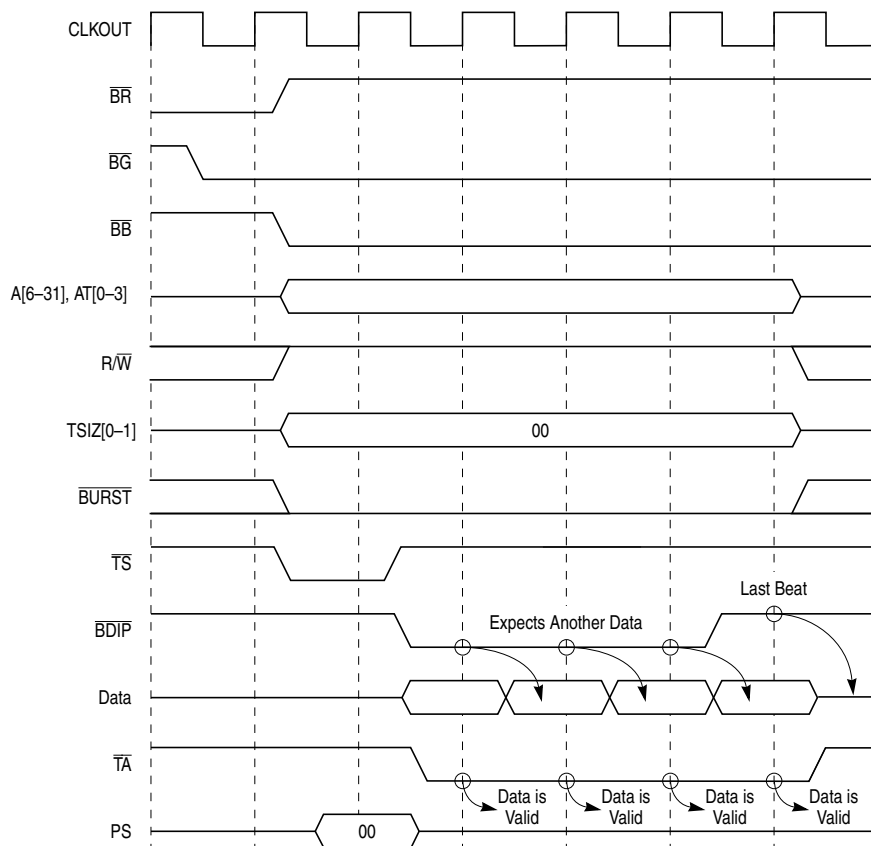 CLKOUT
BR
BG
BB
A[6–31], AT[0–3]
R/W
TSIZ[0–1]
00
BURST
TS
Last Beat
BDIP
Expects Another Data
Data
TA
Data is
Valid
Data is
Valid
Data is
Valid
Data is
Valid
PS
00